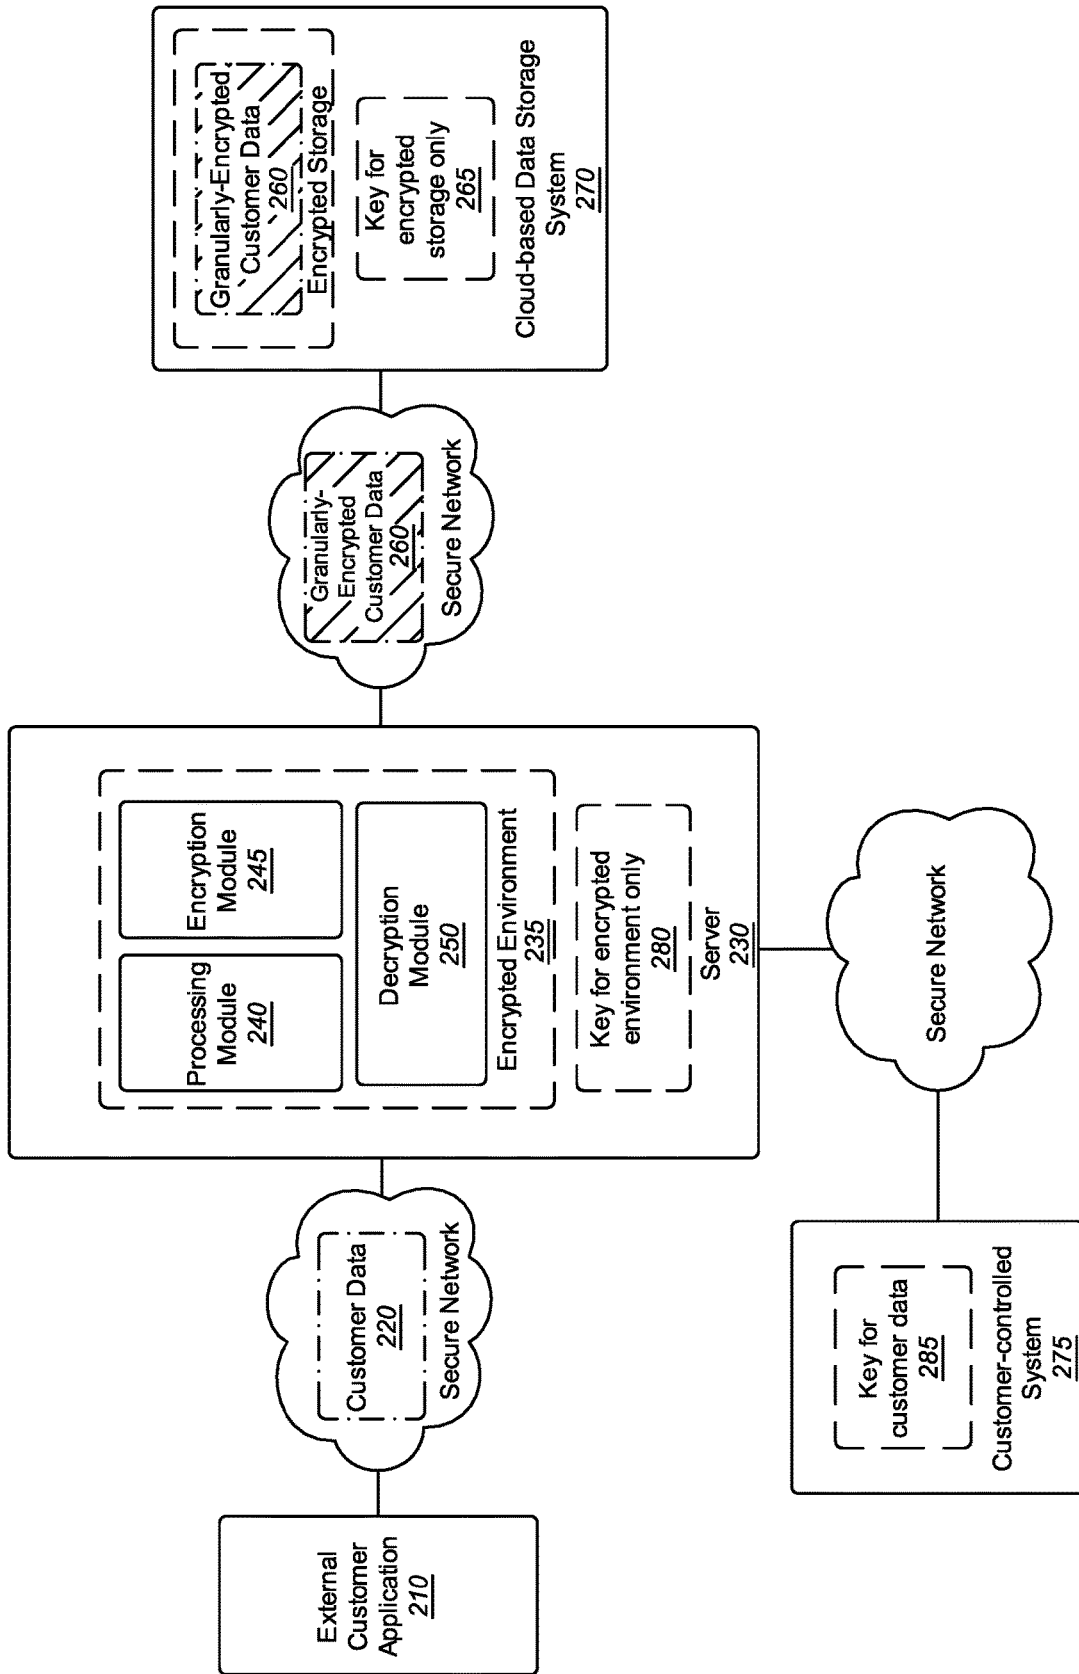 External
Customer
Application
210
Customer Data
220
Secure Network
Processing
Module
240
Encryption
Module
245
Decryption
Module
250
Encrypted Environment
235
Key for encrypted
environment only
280
Server
230
Granularly-
Encrypted
Customer Data
260
Secure Network
Granularly-Encrypted
Customer Data
260
Encrypted Storage
Key for
encrypted
storage only
265
Cloud-based Data Storage
System
270
Key for
customer data
285
Customer-controlled
System
275
Secure Network